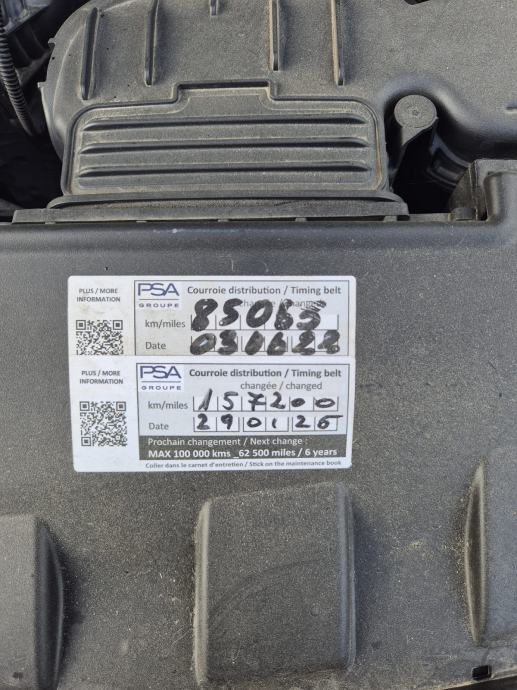 PLUS / MORE
INFORMATION
PSA
GROUPE
Courroie distribution / Timing belt
changée / changed
km/miles 85065
Date 030622
PLUS / MORE
INFORMATION
PSA
GROUPE
Courroie distribution / Timing belt
changée / changed
km/miles 157200
Date 290126
Prochain changement / Next change :
MAX 100 000 kms _62 500 miles / 6 years
Coller dans le carnet d'entretien / Stick on the maintenance book